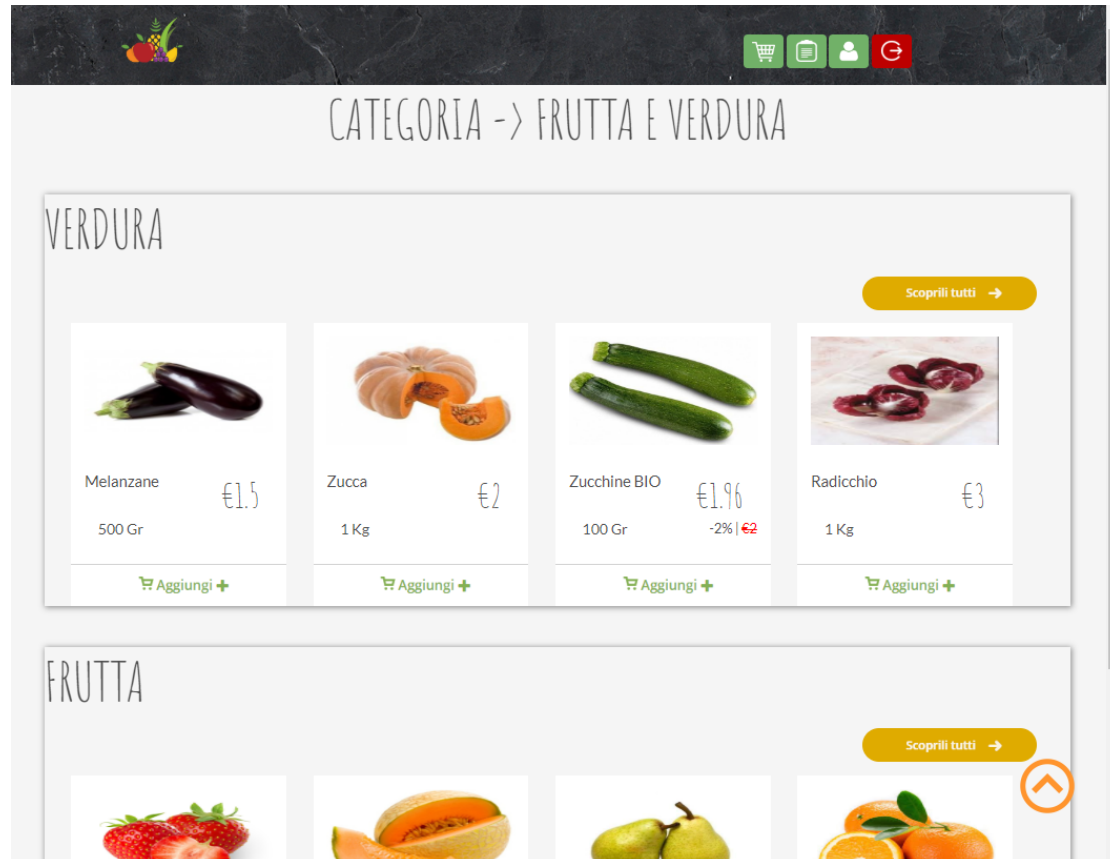 CATEGORIA -> FRUTTA E VERDURA
VERDURA
Scoprili tutti
Melanzane
€1.5
500 Gr
Aggiungi
Zucca
€2
1 Kg
Aggiungi
Zucchine BIO
€1.96
100 Gr
-2% | €2
Aggiungi
Radicchio
€3
1 Kg
Aggiungi
FRUTTA
Scoprili tutti